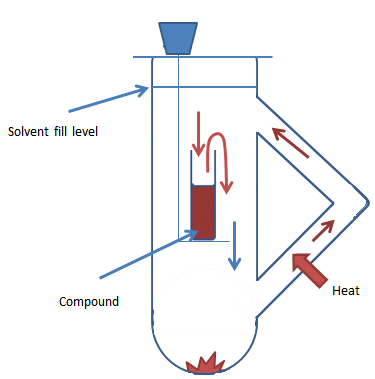 Solvent fill level
Compound
Heat